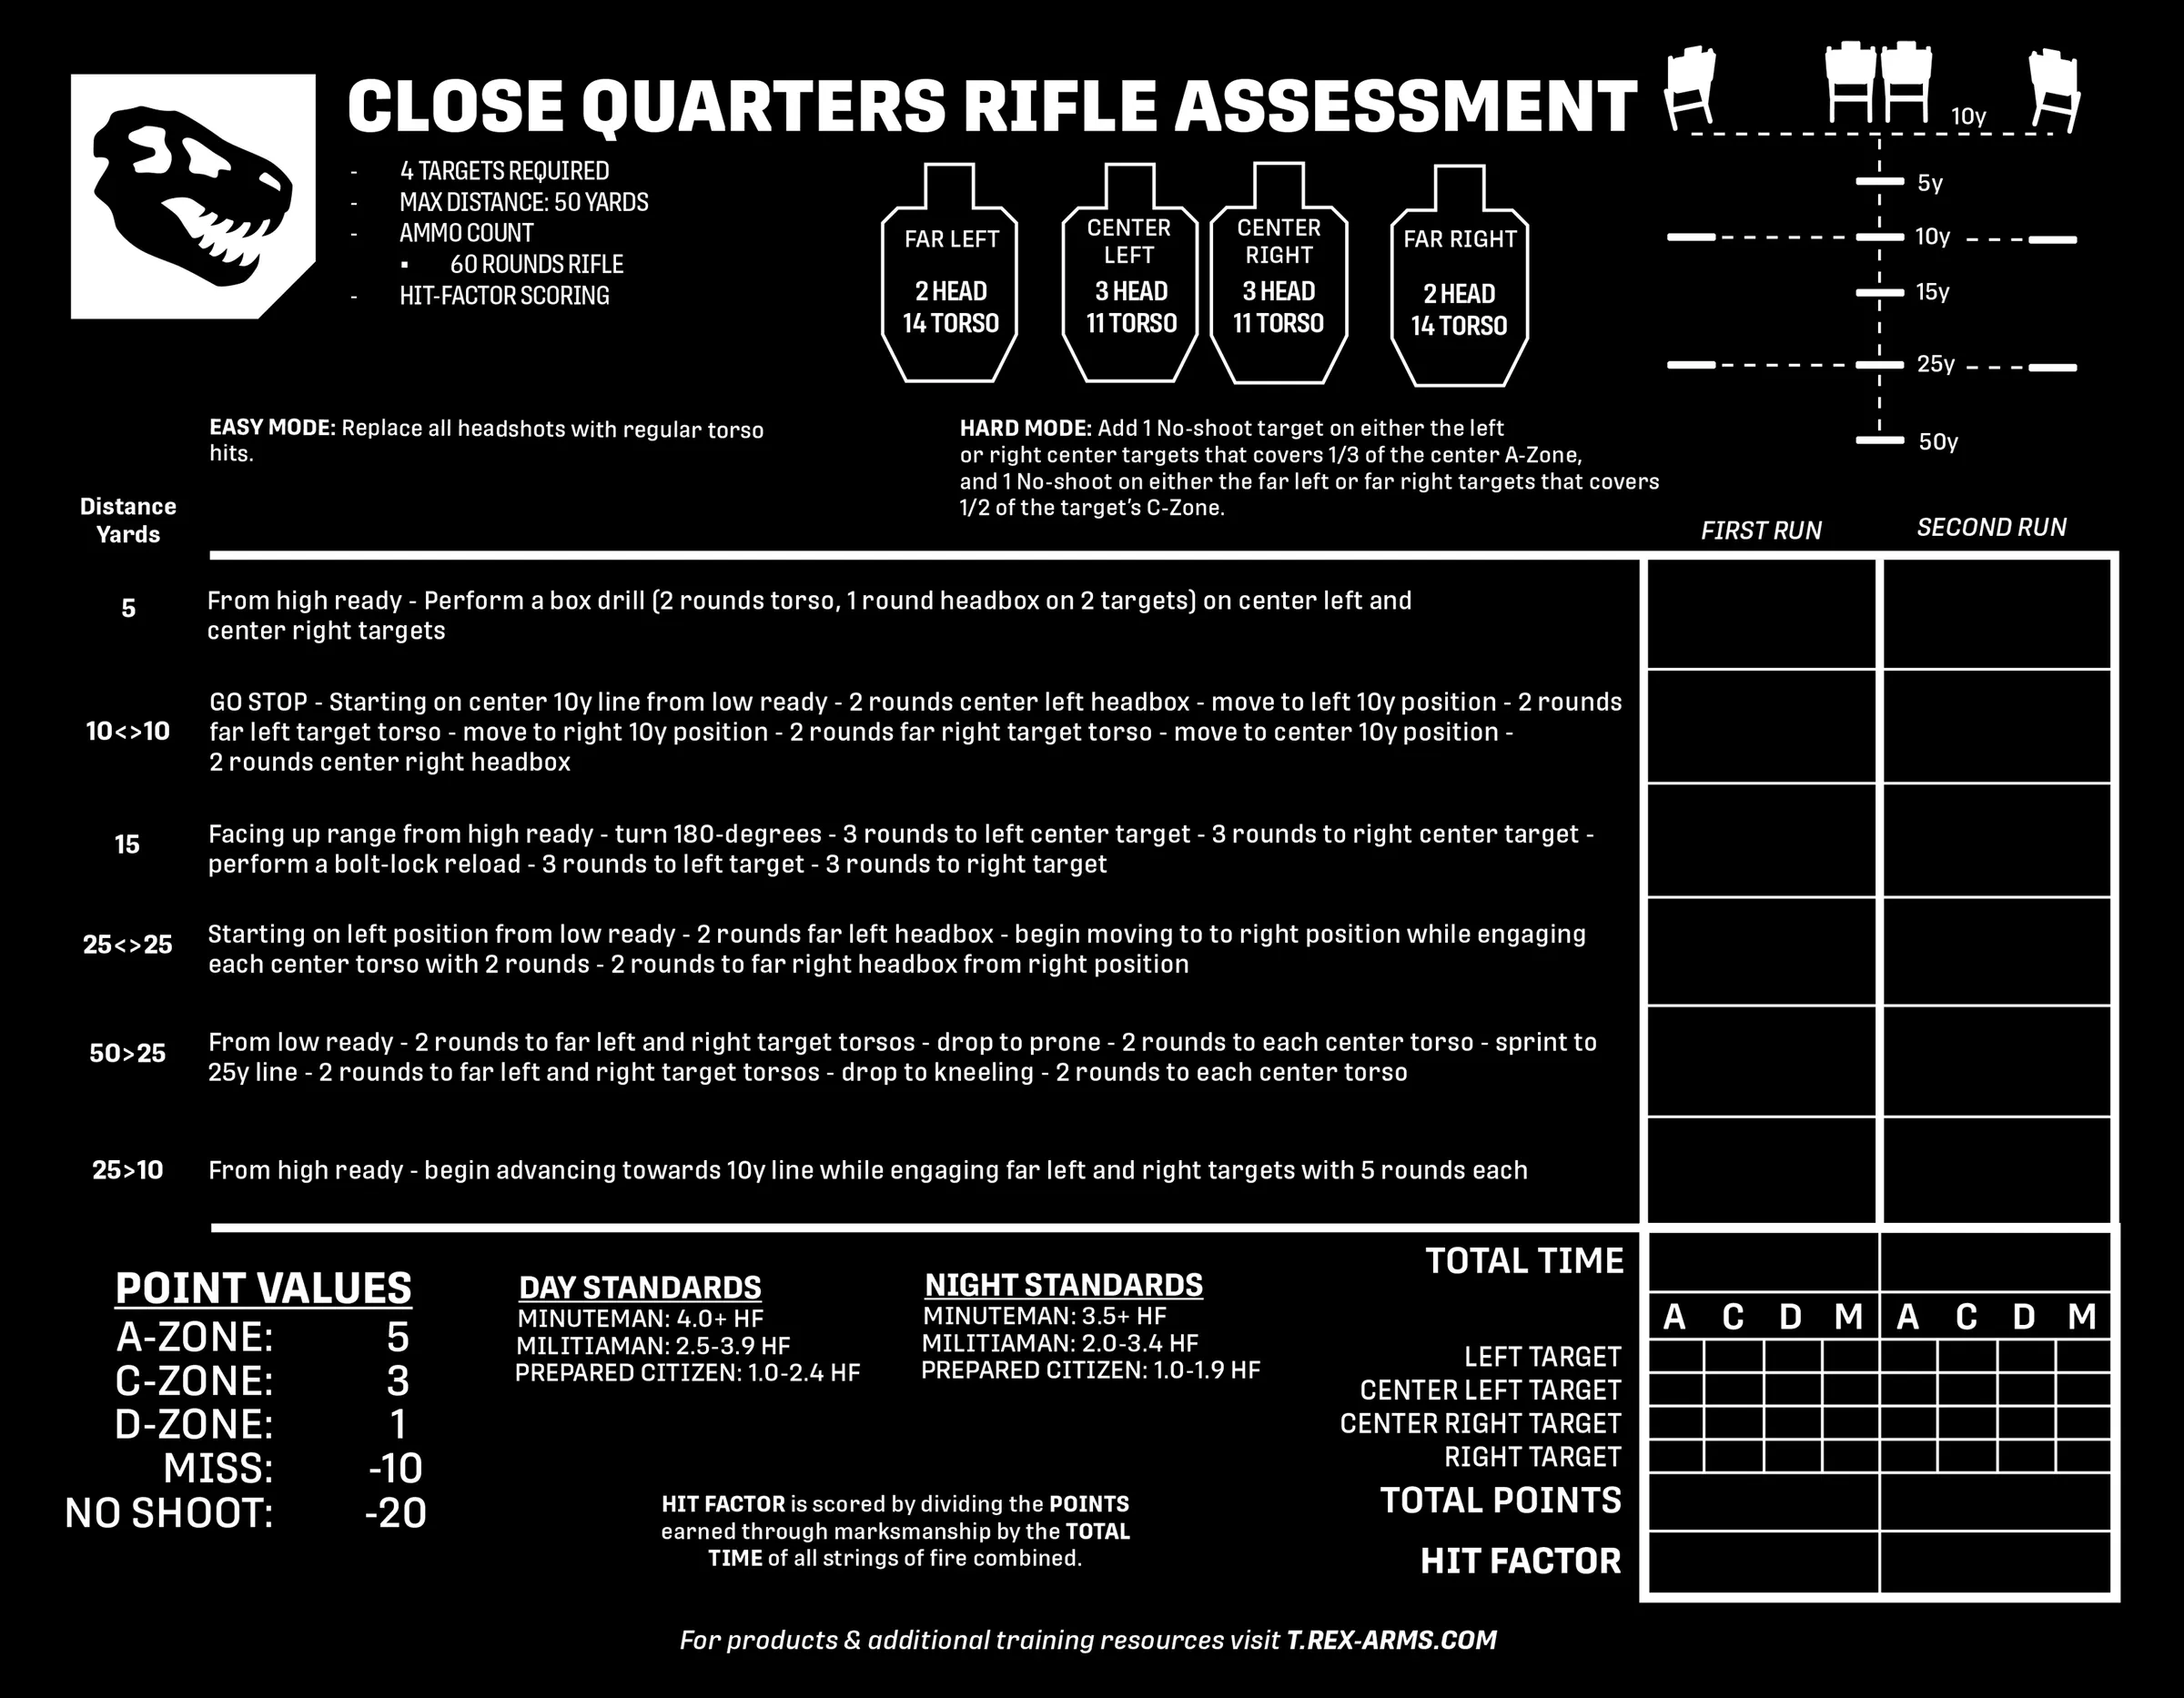 CLOSE QUARTERS RIFLE ASSESSMENT
- 4 TARGETS REQUIRED
- MAX DISTANCE: 50 YARDS
- AMMO COUNT
▪ 60 ROUNDS RIFLE
- HIT-FACTOR SCORING
FAR LEFT
2 HEAD
14 TORSO
CENTER
LEFT
3 HEAD
11 TORSO
CENTER
RIGHT
3 HEAD
11 TORSO
FAR RIGHT
2 HEAD
14 TORSO
10y
5y
10y
15y
25y
50y
EASY MODE: Replace all headshots with regular torso
hits.
HARD MODE: Add 1 No-shoot target on either the left
or right center targets that covers 1/3 of the center A-Zone,
and 1 No-shoot on either the far left or far right targets that covers
1/2 of the target's C-Zone.
Distance
Yards
FIRST RUN
SECOND RUN
5
From high ready - Perform a box drill (2 rounds torso, 1 round headbox on 2 targets) on center left and
center right targets
10<>10
GO STOP - Starting on center 10y line from low ready - 2 rounds center left headbox - move to left 10y position - 2 rounds
far left target torso - move to right 10y position - 2 rounds far right target torso - move to center 10y position -
2 rounds center right headbox
15
Facing up range from high ready - turn 180-degrees - 3 rounds to left center target - 3 rounds to right center target -
perform a bolt-lock reload - 3 rounds to left target - 3 rounds to right target
25<>25
Starting on left position from low ready - 2 rounds far left headbox - begin moving to to right position while engaging
each center torso with 2 rounds - 2 rounds to far right headbox from right position
50>25
From low ready - 2 rounds to far left and right target torsos - drop to prone - 2 rounds to each center torso - sprint to
25y line - 2 rounds to far left and right target torsos - drop to kneeling - 2 rounds to each center torso
25>10
From high ready - begin advancing towards 10y line while engaging far left and right targets with 5 rounds each
POINT VALUES
A-ZONE: 5
C-ZONE: 3
D-ZONE: 1
MISS: -10
NO SHOOT: -20
DAY STANDARDS
MINUTEMAN: 4.0+ HF
MILITIAMAN: 2.5-3.9 HF
PREPARED CITIZEN: 1.0-2.4 HF
NIGHT STANDARDS
MINUTEMAN: 3.5+ HF
MILITIAMAN: 2.0-3.4 HF
PREPARED CITIZEN: 1.0-1.9 HF
HIT FACTOR is scored by dividing the POINTS
earned through marksmanship by the TOTAL
TIME of all strings of fire combined.
TOTAL TIME
A C D M A C D M
LEFT TARGET
CENTER LEFT TARGET
CENTER RIGHT TARGET
RIGHT TARGET
TOTAL POINTS
HIT FACTOR
For products & additional training resources visit T.REX-ARMS.COM